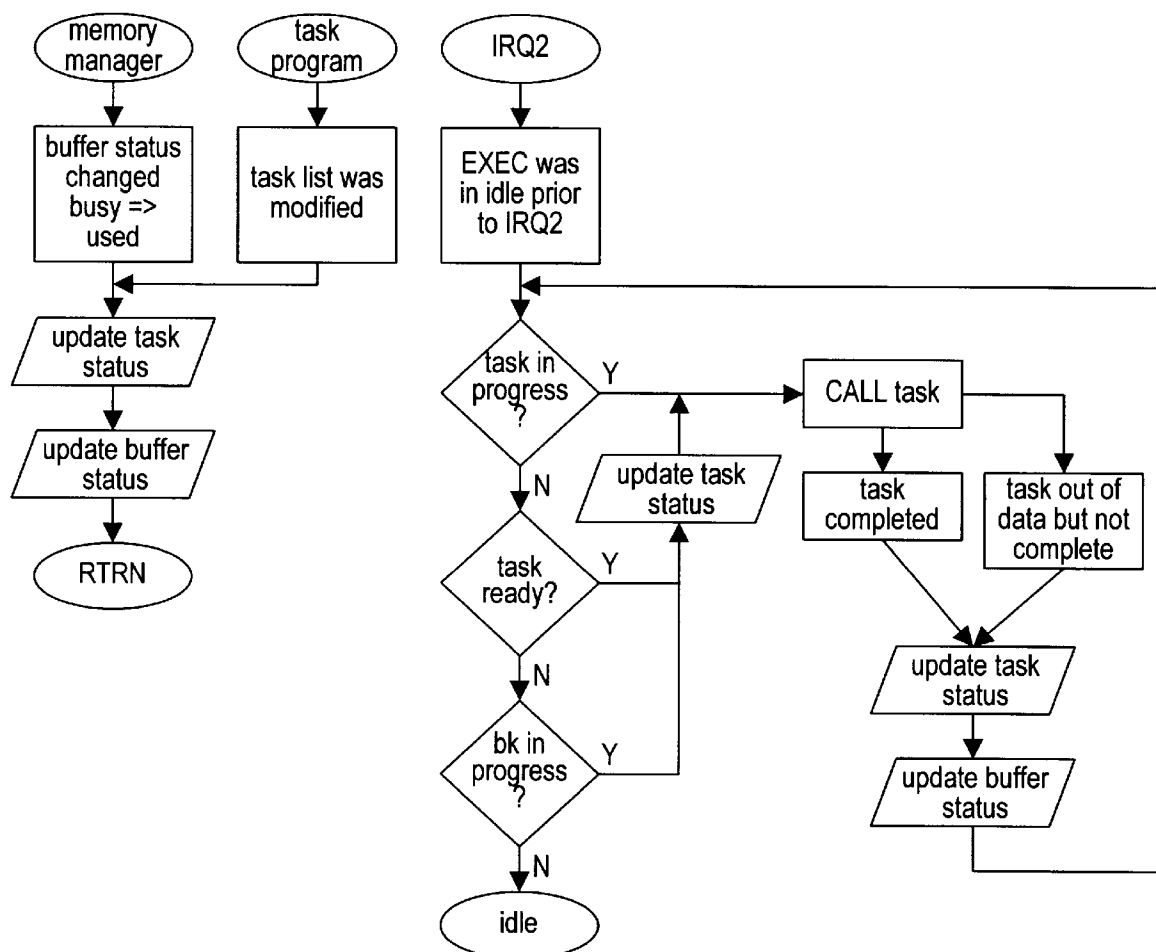 memory
manager
buffer status
changed
busy =>
used
task
program
task list was
modified
update task
status
update buffer
status
RTRN
IRQ2
EXEC was
in idle prior
to IRQ2
task in
progress
?
Y
N
task
ready?
Y
N
bk in
progress
?
Y
N
idle
update task
status
CALL task
task
completed
task out of
data but not
complete
update task
status
update buffer
status